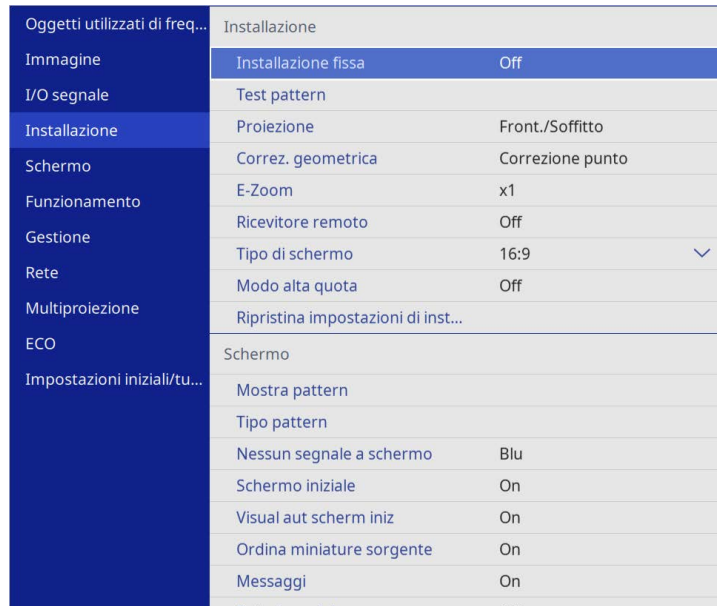 Oggetti utilizzati di freq...
Immagine
I/O segnale
Installazione
Schermo
Funzionamento
Gestione
Rete
Multiproiezione
ECO
Impostazioni iniziali/tu...
Installazione
Installazione fissa Off
Test pattern
Proiezione Front./Soffitto
Correz. geometrica Correzione punto
E-Zoom x1
Ricevitore remoto Off
Tipo di schermo 16:9
Modo alta quota Off
Ripristina impostazioni di inst...
Schermo
Mostra pattern
Tipo pattern
Nessun segnale a schermo Blu
Schermo iniziale On
Visual aut scherm iniz On
Ordina miniature sorgente On
Messaggi On